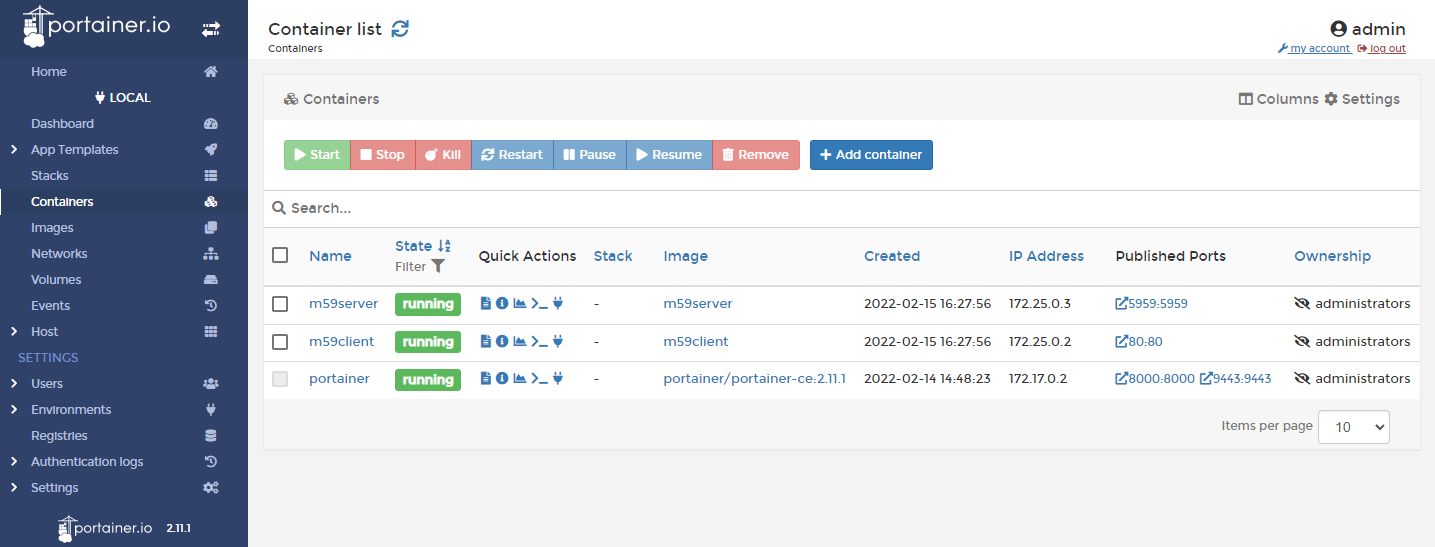 portainer.io
Home
LOCAL
Dashboard
App Templates
Stacks
Containers
Images
Networks
Volumes
Events
Host
SETTINGS
Users
Environments
Registries
Authentication logs
Settings
portainer.io 2.11.1
Container list
Containers
admin
my account log out
Containers
Columns Settings
Start Stop Kill Restart Pause Resume Remove Add container
Search...
Name State Filter Quick Actions Stack Image Created IP Address Published Ports Ownership
m59server running - m59server 2022-02-15 16:27:56 172.25.0.3 5959:5959 administrators
m59client running - m59client 2022-02-15 16:27:56 172.25.0.2 80:80 administrators
portainer running - portainer/portainer-ce:2.11.1 2022-02-14 14:48:23 172.17.0.2 8000:8000 9443:9443 administrators
Items per page 10